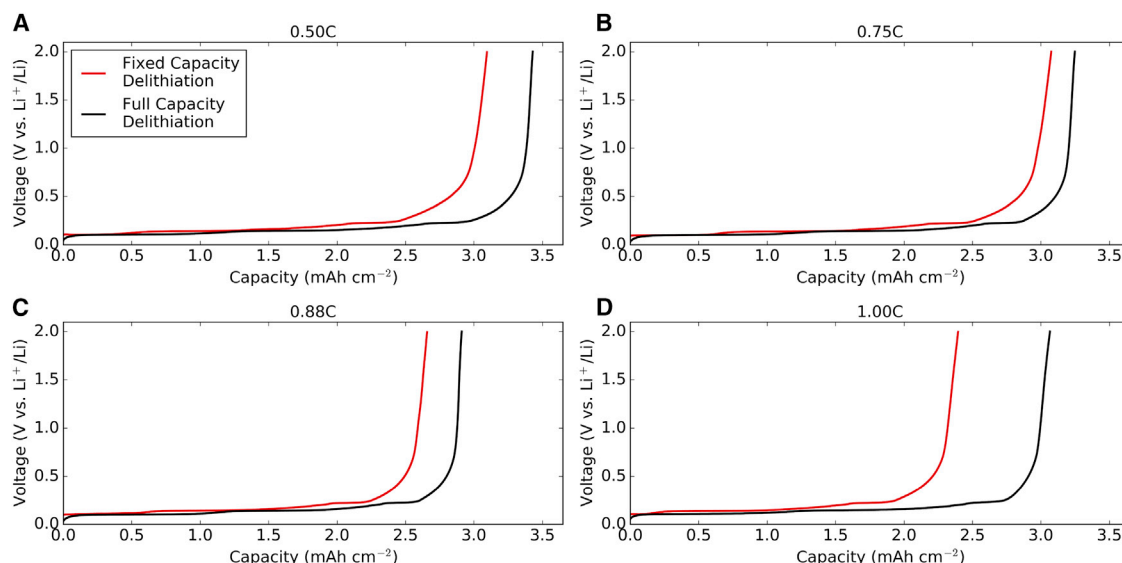 A
0.50C
Voltage (V vs. Li⁺/Li)
2.0
1.5
1.0
0.5
0.0
Fixed Capacity
Delithiation
Full Capacity
Delithiation
0.0 0.5 1.0 1.5 2.0 2.5 3.0 3.5
Capacity (mAh cm⁻²)
B
0.75C
Voltage (V vs. Li⁺/Li)
2.0
1.5
1.0
0.5
0.0
0.0 0.5 1.0 1.5 2.0 2.5 3.0 3.5
Capacity (mAh cm⁻²)
C
0.88C
Voltage (V vs. Li⁺/Li)
2.0
1.5
1.0
0.5
0.0
0.0 0.5 1.0 1.5 2.0 2.5 3.0 3.5
Capacity (mAh cm⁻²)
D
1.00C
Voltage (V vs. Li⁺/Li)
2.0
1.5
1.0
0.5
0.0
0.0 0.5 1.0 1.5 2.0 2.5 3.0 3.5
Capacity (mAh cm⁻²)